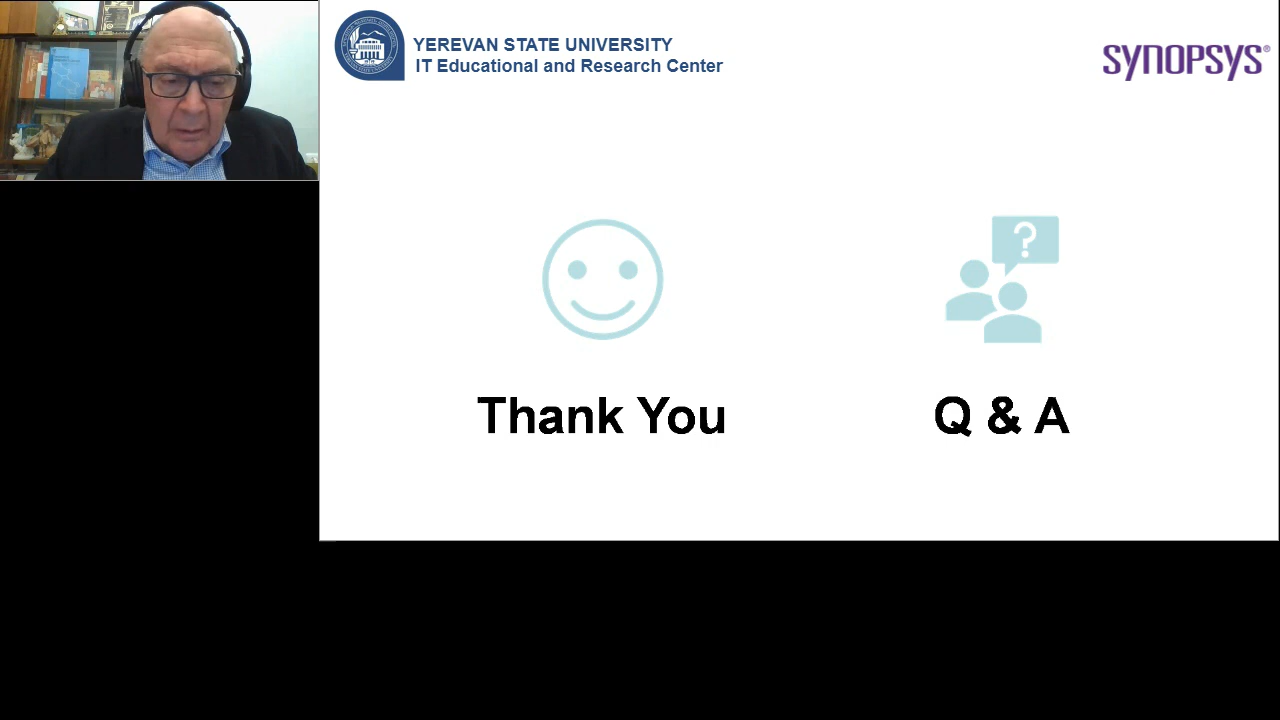 YEREVAN STATE UNIVERSITY
IT Educational and Research Center
SYNOPSYS®
?
Thank You
Q & A